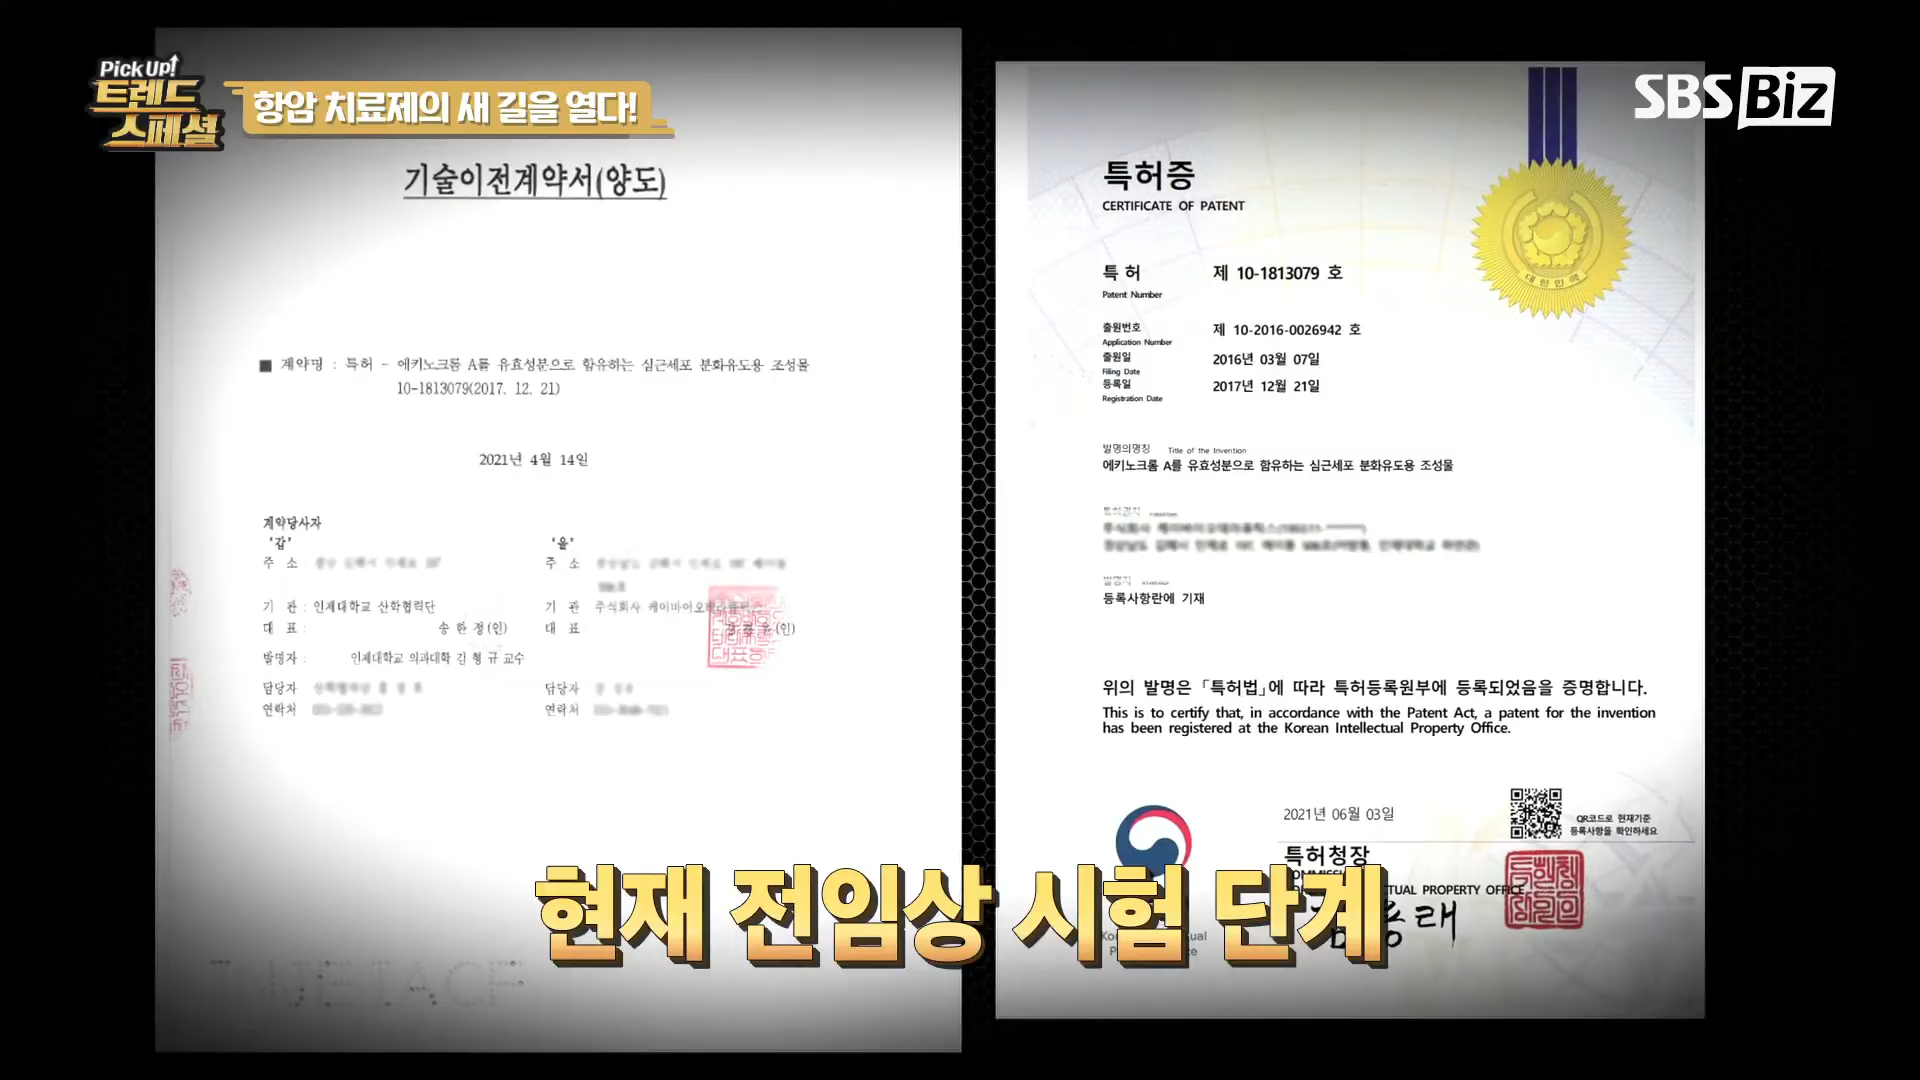 Pick Up!
트렌드
스페셜
항암 치료제의 새 길을 열다!
SBS Biz
기술이전계약서(양도)
■ 계약명 : 특허 - 에키노크롬 A를 유효성분으로 함유하는 심근세포 분화유도용 조성물
10-1813079(2017. 12. 21)
2021년 4월 14일
계약당사자
'갑'
주 소
기 관 : 인제대학교 산학협력단
대 표 : 송 한 정(인)
발명자 : 인제대학교 의과대학 김 형 규 교수
담당자
연락처
'을'
주 소
기 관 주식회사 케이바이오
대 표 (인)
담당자
연락처
특허증
CERTIFICATE OF PATENT
특 허 제 10-1813079 호
Patent Number
출원번호 제 10-2016-0026942 호
Application Number
출원일 2016년 03월 07일
Filing Date
등록일 2017년 12월 21일
Registration Date
대한민국
발명의명칭 Title of the Invention
에키노크롬 A를 유효성분으로 함유하는 심근세포 분화유도용 조성물
등록사항란에 기재
위의 발명은 「특허법」에 따라 특허등록원부에 등록되었음을 증명합니다.
This is to certify that, in accordance with the Patent Act, a patent for the invention
has been registered at the Korean Intellectual Property Office.
2021년 06월 03일
QR코드로 현재기준
등록사항을 확인하세요
특허청장
PROPERTY OFFICE
현재 전임상 시험 단계